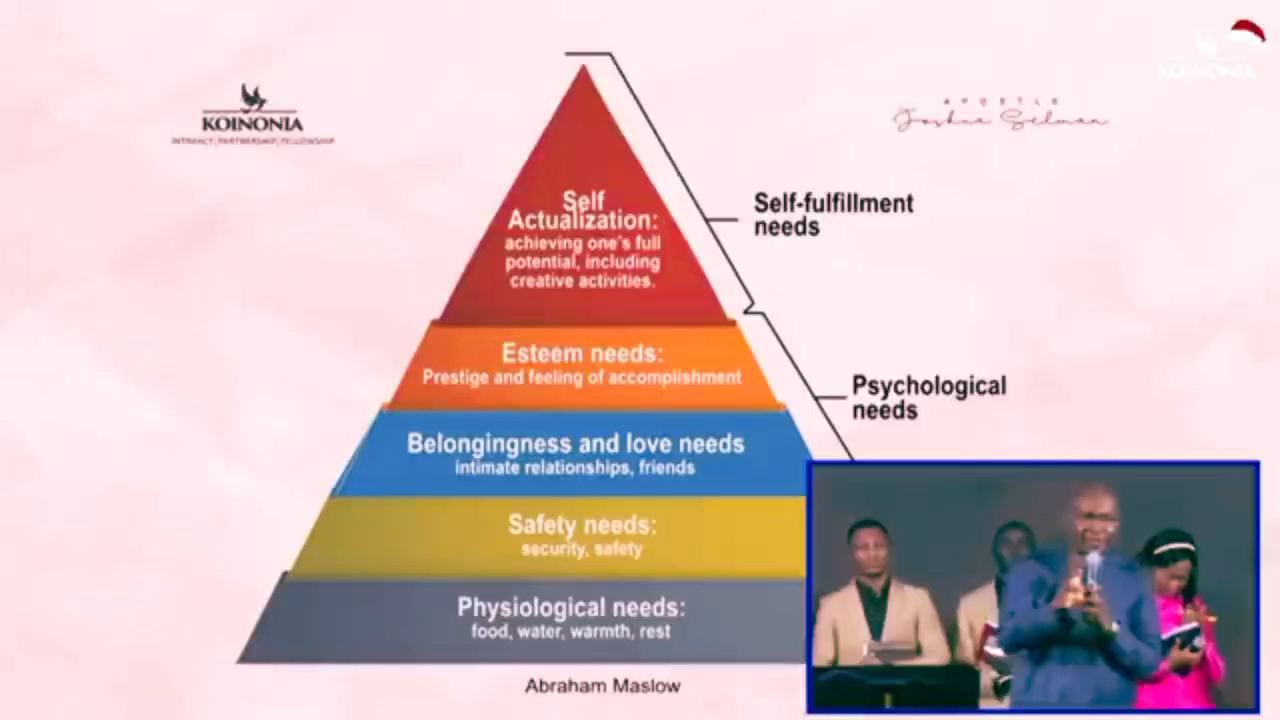 KOINONIA
KOINONIA
INTIMACY|PARTNERSHIP|FELLOWSHIP
APOSTLE
Joshua Selman
Self
Actualization:
achieving one's full
potential, including
creative activities.
Self-fulfillment
needs
Esteem needs:
Prestige and feeling of accomplishment
Psychological
needs
Belongingness and love needs
intimate relationships, friends
Safety needs:
security, safety
Physiological needs:
food, water, warmth, rest
Abraham Maslow